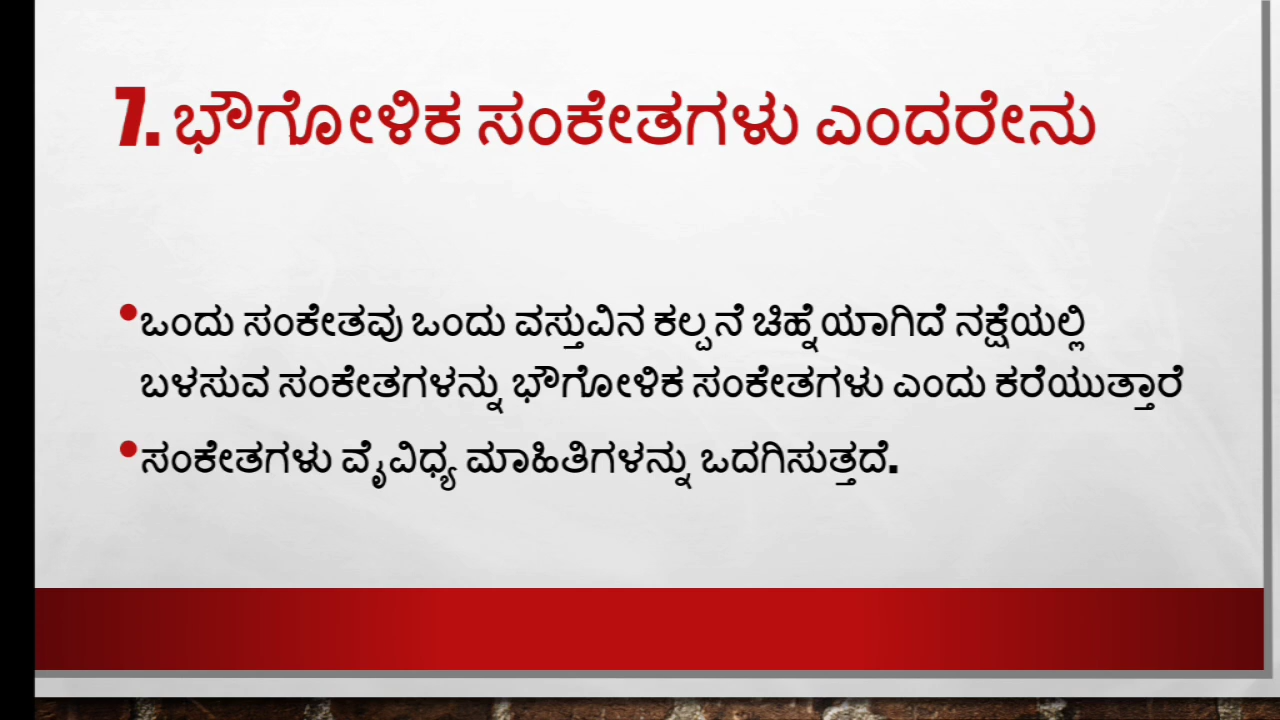 7. ಭೌಗೋಳಿಕ ಸಂಕೇತಗಳು ಎಂದರೇನು
•ಒಂದು ಸಂಕೇತವು ಒಂದು ವಸ್ತುವಿನ ಕಲ್ಪನೆ ಚಿಹ್ನೆಯಾಗಿದೆ ನಕ್ಷೆಯಲ್ಲಿ
ಬಳಸುವ ಸಂಕೇತಗಳನ್ನು ಭೌಗೋಳಿಕ ಸಂಕೇತಗಳು ಎಂದು ಕರೆಯುತ್ತಾರೆ
•ಸಂಕೇತಗಳು ವೈವಿಧ್ಯ ಮಾಹಿತಿಗಳನ್ನು ಒದಗಿಸುತ್ತದೆ.